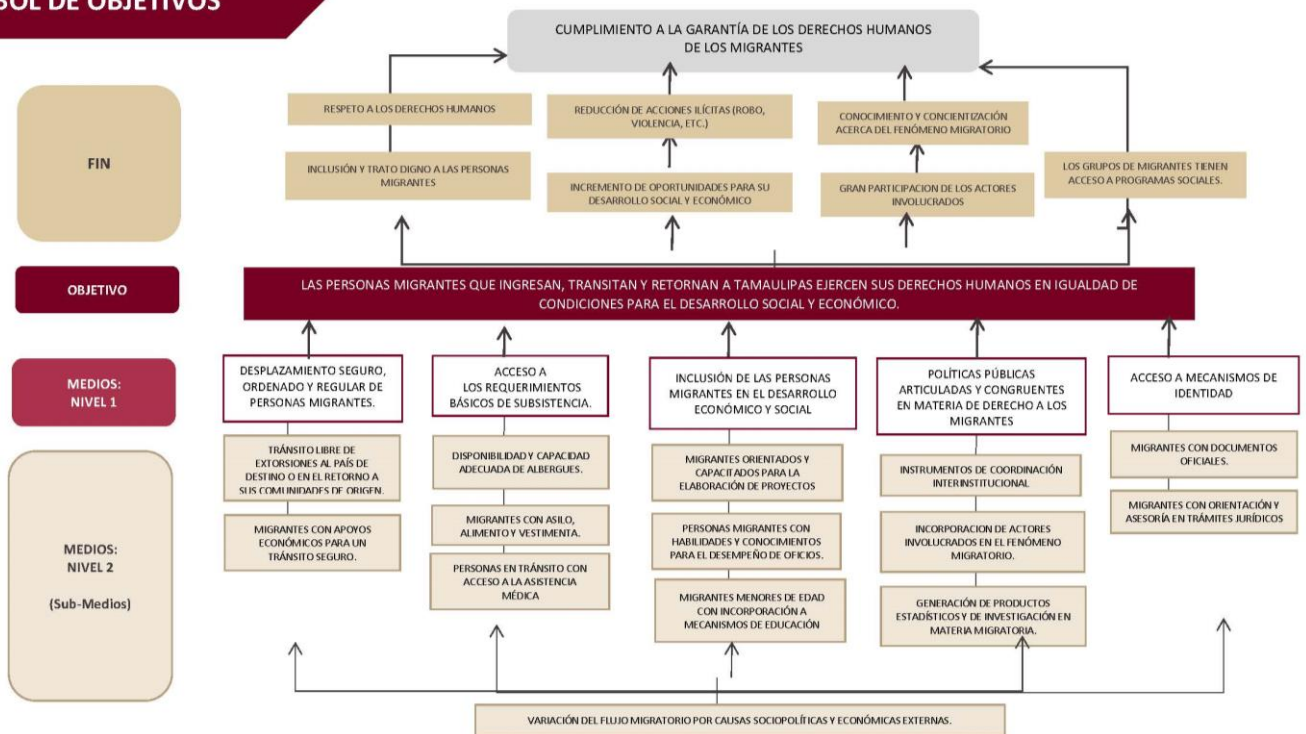 SOL DE OBJETIVOS
CUMPLIMIENTO A LA GARANTÍA DE LOS DERECHOS HUMANOS
DE LOS MIGRANTES
FIN
RESPETO A LOS DERECHOS HUMANOS
REDUCCIÓN DE ACCIONES ILÍCITAS (ROBO,
VIOLENCIA, ETC.)
CONOCIMIENTO Y CONCIENTIZACIÓN
ACERCA DEL FENÓMENO MIGRATORIO
INCLUSIÓN Y TRATO DIGNO A LAS PERSONAS
MIGRANTES
INCREMENTO DE OPORTUNIDADES PARA SU
DESARROLLO SOCIAL Y ECONÓMICO
GRAN PARTICIPACION DE LOS ACTORES
INVOLUCRADOS
LOS GRUPOS DE MIGRANTES TIENEN
ACCESO A PROGRAMAS SOCIALES.
OBJETIVO
LAS PERSONAS MIGRANTES QUE INGRESAN, TRANSITAN Y RETORNAN A TAMAULIPAS EJERCEN SUS DERECHOS HUMANOS EN IGUALDAD DE
CONDICIONES PARA EL DESARROLLO SOCIAL Y ECONÓMICO.
MEDIOS:
NIVEL 1
DESPLAZAMIENTO SEGURO,
ORDENADO Y REGULAR DE
PERSONAS MIGRANTES.
ACCESO A
LOS REQUERIMIENTOS
BÁSICOS DE SUBSISTENCIA.
INCLUSIÓN DE LAS PERSONAS
MIGRANTES EN EL DESARROLLO
ECONÓMICO Y SOCIAL
POLÍTICAS PÚBLICAS
ARTICULADAS Y CONGRUENTES
EN MATERIA DE DERECHO A LOS
MIGRANTES
ACCESO A MECANISMOS DE
IDENTIDAD
MEDIOS:
NIVEL 2
(Sub-Medios)
TRÁNSITO LIBRE DE
EXTORSIONES AL PAÍS DE
DESTINO O EN EL RETORNO A
SUS COMUNIDADES DE ORIGEN.
MIGRANTES CON APOYOS
ECONÓMICOS PARA UN
TRÁNSITO SEGURO.
DISPONIBILIDAD Y CAPACIDAD
ADECUADA DE ALBERGUES.
MIGRANTES CON ASILO,
ALIMENTO Y VESTIMENTA.
PERSONAS EN TRÁNSITO CON
ACCESO A LA ASISTENCIA
MÉDICA
MIGRANTES ORIENTADOS Y
CAPACITADOS PARA LA
ELABORACIÓN DE PROYECTOS
PERSONAS MIGRANTES CON
HABILIDADES Y CONOCIMIENTOS
PARA EL DESEMPEÑO DE OFICIOS.
MIGRANTES MENORES DE EDAD
CON INCORPORACIÓN A
MECANISMOS DE EDUCACIÓN
INSTRUMENTOS DE COORDINACIÓN
INTERINSTITUCIONAL
INCORPORACION DE ACTORES
INVOLUCRADOS EN EL FENÓMENO
MIGRATORIO.
GENERACIÓN DE PRODUCTOS
ESTADÍSTICOS Y DE INVESTIGACIÓN EN
MATERIA MIGRATORIA.
MIGRANTES CON DOCUMENTOS
OFICIALES.
MIGRANTES CON ORIENTACIÓN Y
ASESORÍA EN TRÁMITES JURÍDICOS
VARIACIÓN DEL FLUJO MIGRATORIO POR CAUSAS SOCIOPOLÍTICAS Y ECONÓMICAS EXTERNAS.